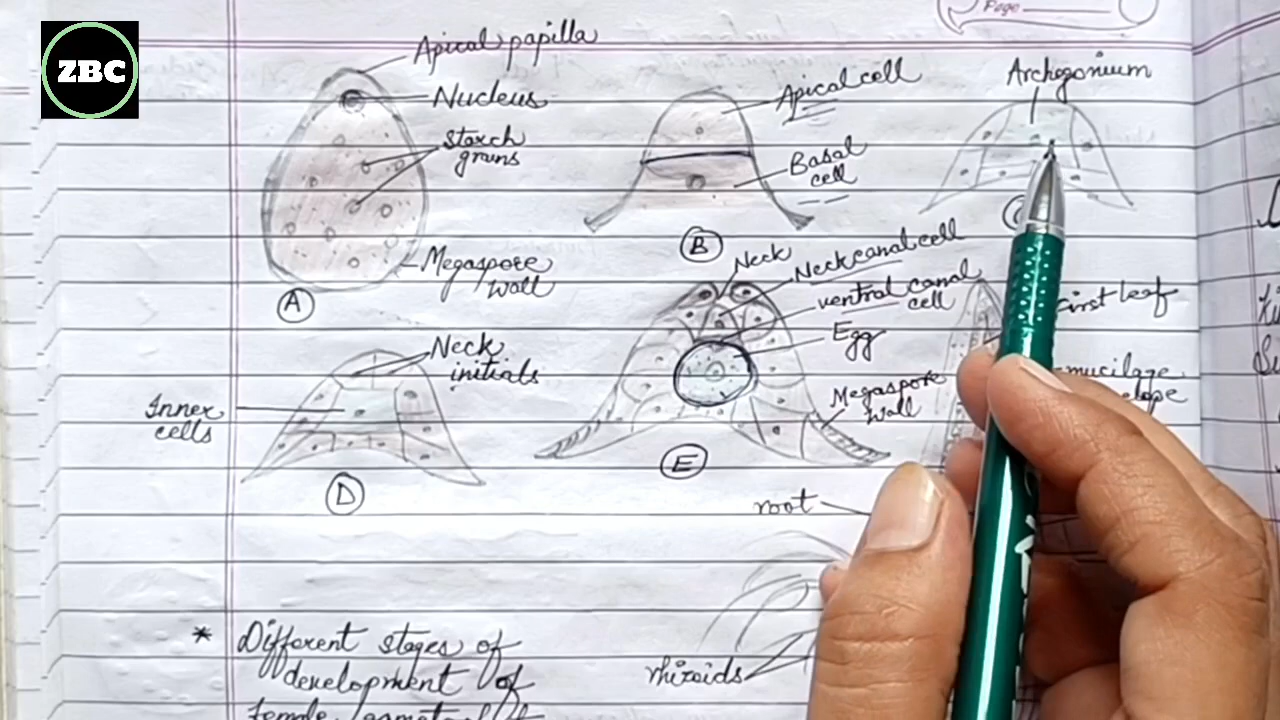 ZBC
Page
Apical papilla
Nucleus
Starch
grains
Megaspore
wall
A
Apical cell
Basal
cell
B
Archegonium
Neck
Neck canal cell
ventral canal
cell
Egg
Megaspore
wall
E
Neck
initials
Inner
cells
D
First leaf
mucilage
root
rhizoids
* Different stages of
development of
Female